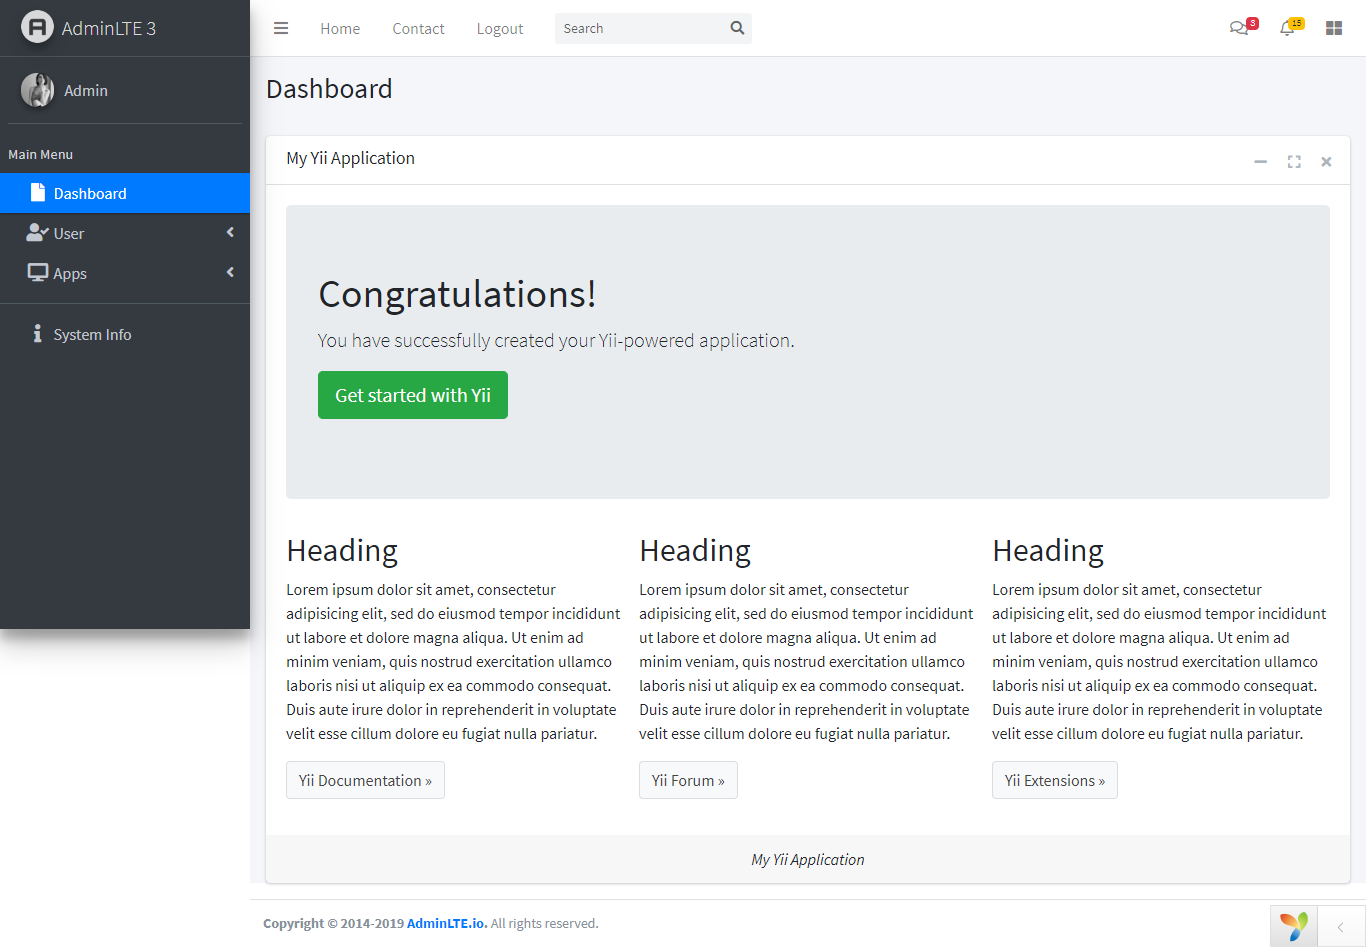 AdminLTE 3
Home
Contact
Logout
Search
3
15
Admin
Main Menu
Dashboard
User
Apps
System Info
Dashboard
My Yii Application
Congratulations!
You have successfully created your Yii-powered application.
Get started with Yii
Heading
Lorem ipsum dolor sit amet, consectetur
adipisicing elit, sed do eiusmod tempor incididunt
ut labore et dolore magna aliqua. Ut enim ad
minim veniam, quis nostrud exercitation ullamco
laboris nisi ut aliquip ex ea commodo consequat.
Duis aute irure dolor in reprehenderit in voluptate
velit esse cillum dolore eu fugiat nulla pariatur.
Yii Documentation »
Heading
Lorem ipsum dolor sit amet, consectetur
adipisicing elit, sed do eiusmod tempor incididunt
ut labore et dolore magna aliqua. Ut enim ad
minim veniam, quis nostrud exercitation ullamco
laboris nisi ut aliquip ex ea commodo consequat.
Duis aute irure dolor in reprehenderit in voluptate
velit esse cillum dolore eu fugiat nulla pariatur.
Yii Forum »
Heading
Lorem ipsum dolor sit amet, consectetur
adipisicing elit, sed do eiusmod tempor incididunt
ut labore et dolore magna aliqua. Ut enim ad
minim veniam, quis nostrud exercitation ullamco
laboris nisi ut aliquip ex ea commodo consequat.
Duis aute irure dolor in reprehenderit in voluptate
velit esse cillum dolore eu fugiat nulla pariatur.
Yii Extensions »
My Yii Application
Copyright © 2014-2019 AdminLTE.io. All rights reserved.